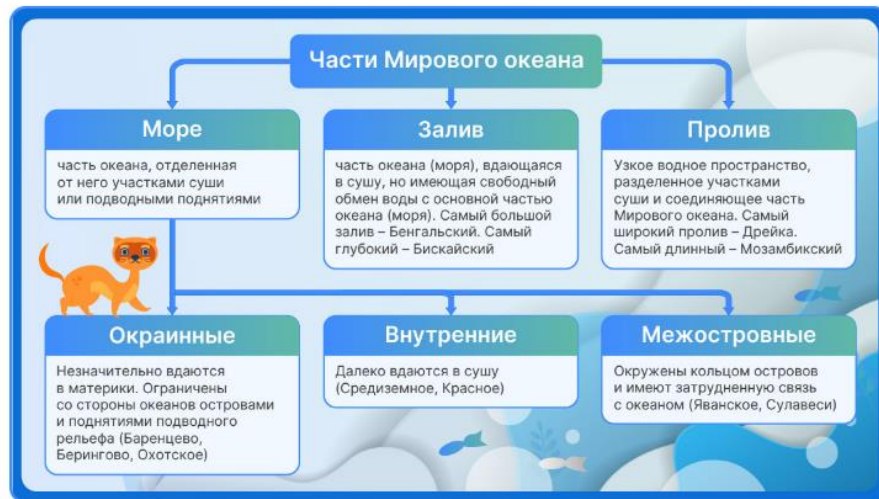 Части Мирового океана
Море
часть океана, отделенная
от него участками суши
или подводными поднятиями
Залив
часть океана (моря), вдающаяся
в сушу, но имеющая свободный
обмен воды с основной частью
океана (моря). Самый большой
залив – Бенгальский. Самый
глубокий – Бискайский
Пролив
Узкое водное пространство,
разделенное участками
суши и соединяющее часть
Мирового океана. Самый
широкий пролив – Дрейка.
Самый длинный – Мозамбикский
Окраинные
Незначительно вдаются
в материки. Ограничены
со стороны океанов островами
и поднятиями подводного
рельефа (Баренцево,
Берингово, Охотское)
Внутренние
Далеко вдаются в сушу
(Средиземное, Красное)
Межостровные
Окружены кольцом островов
и имеют затрудненную связь
с океаном (Яванское, Сулавеси)